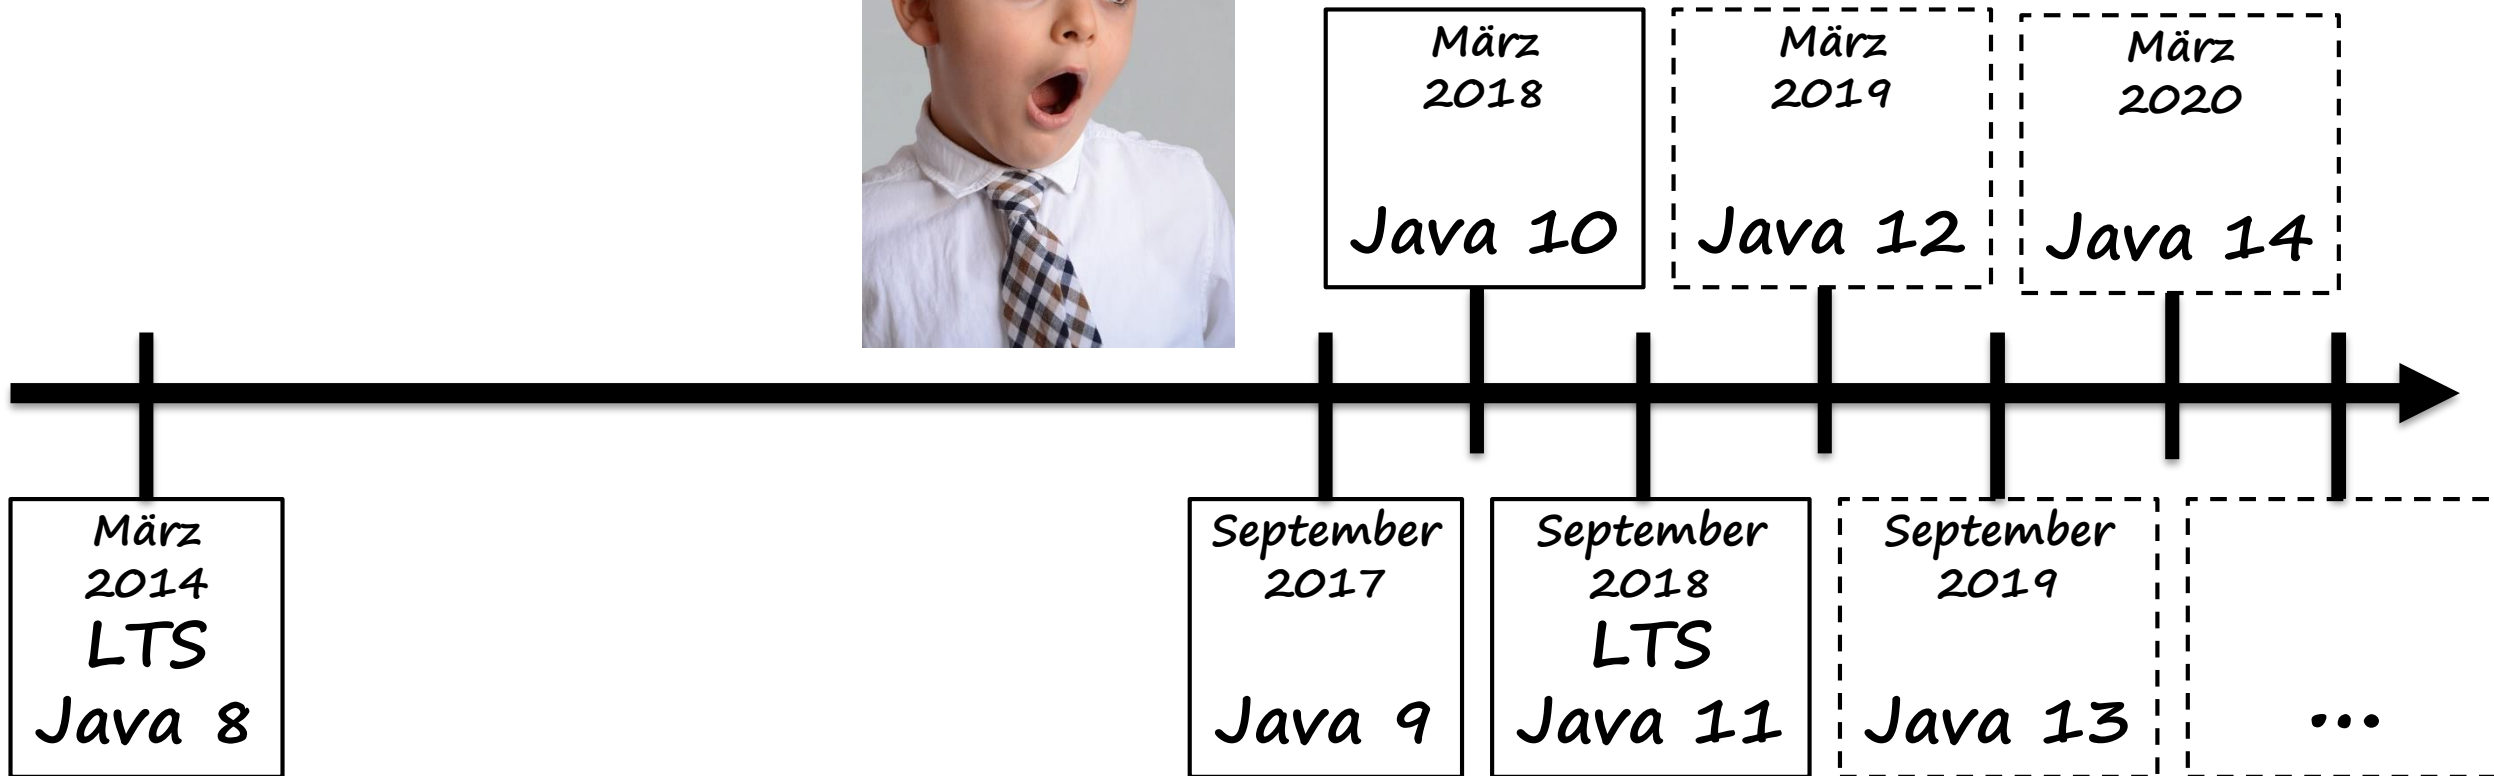 März
2018
Java 10
März
2019
Java 12
März
2020
Java 14
März
2014
LTS
Java 8
September
2017
Java 9
September
2018
LTS
Java 11
September
2019
Java 13
...